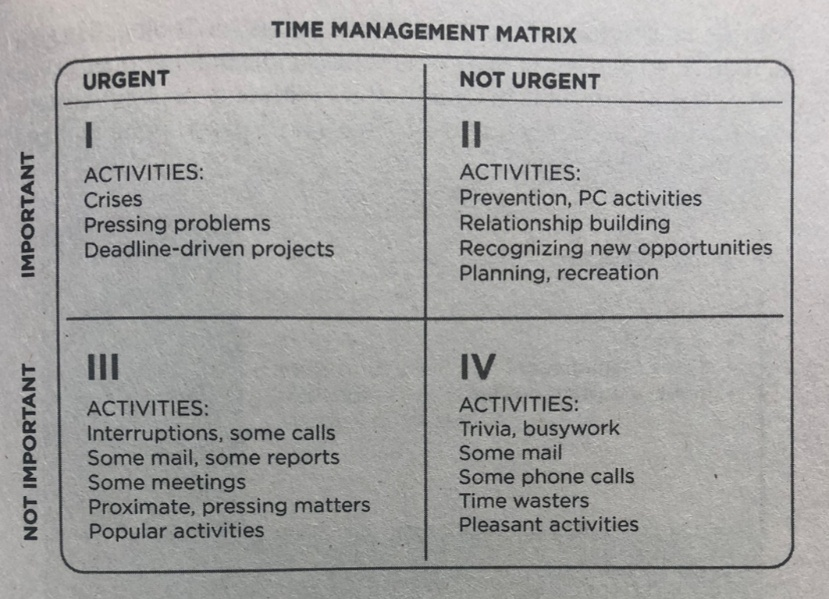 TIME MANAGEMENT MATRIX
URGENT
NOT URGENT
IMPORTANT
I
ACTIVITIES:
Crises
Pressing problems
Deadline-driven projects
II
ACTIVITIES:
Prevention, PC activities
Relationship building
Recognizing new opportunities
Planning, recreation
NOT IMPORTANT
III
ACTIVITIES:
Interruptions, some calls
Some mail, some reports
Some meetings
Proximate, pressing matters
Popular activities
IV
ACTIVITIES:
Trivia, busywork
Some mail
Some phone calls
Time wasters
Pleasant activities